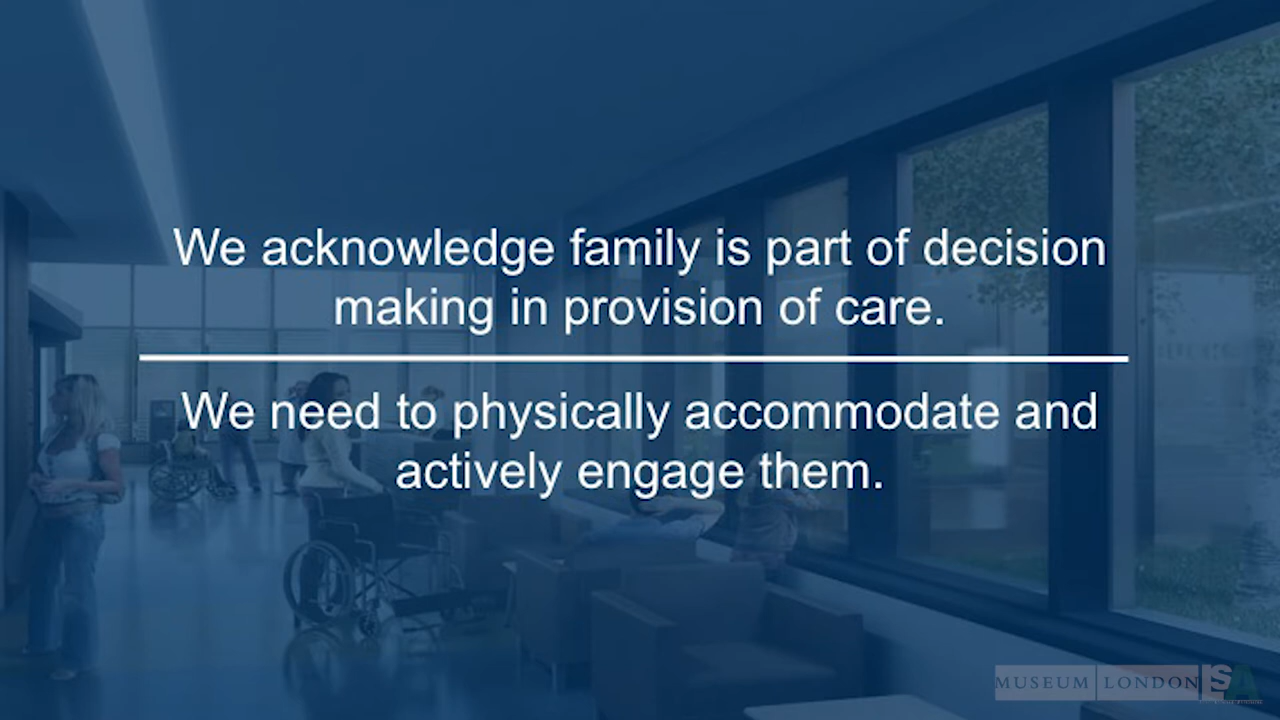 We acknowledge family is part of decision
making in provision of care.
We need to physically accommodate and
actively engage them.
MUSEUM LONDON